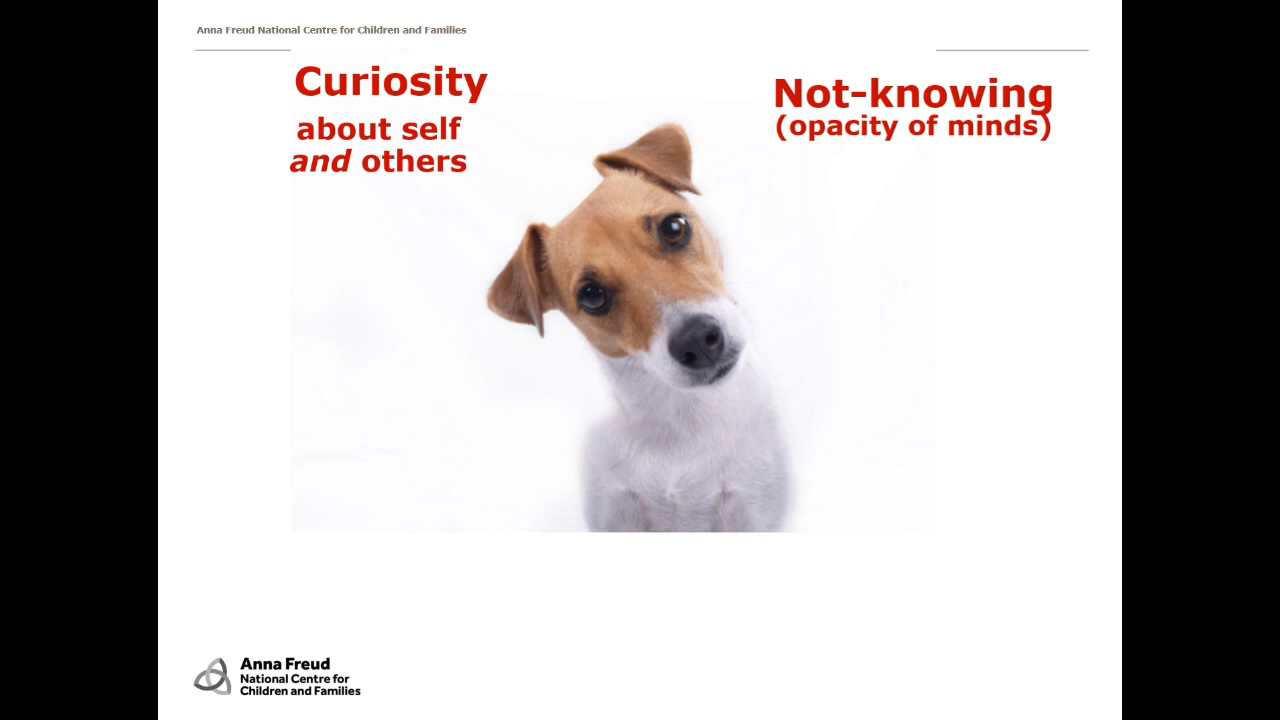 Anna Freud National Centre for Children and Families
Curiosity
about self
and others
Not-knowing
(opacity of minds)
Anna Freud
National Centre for
Children and Families